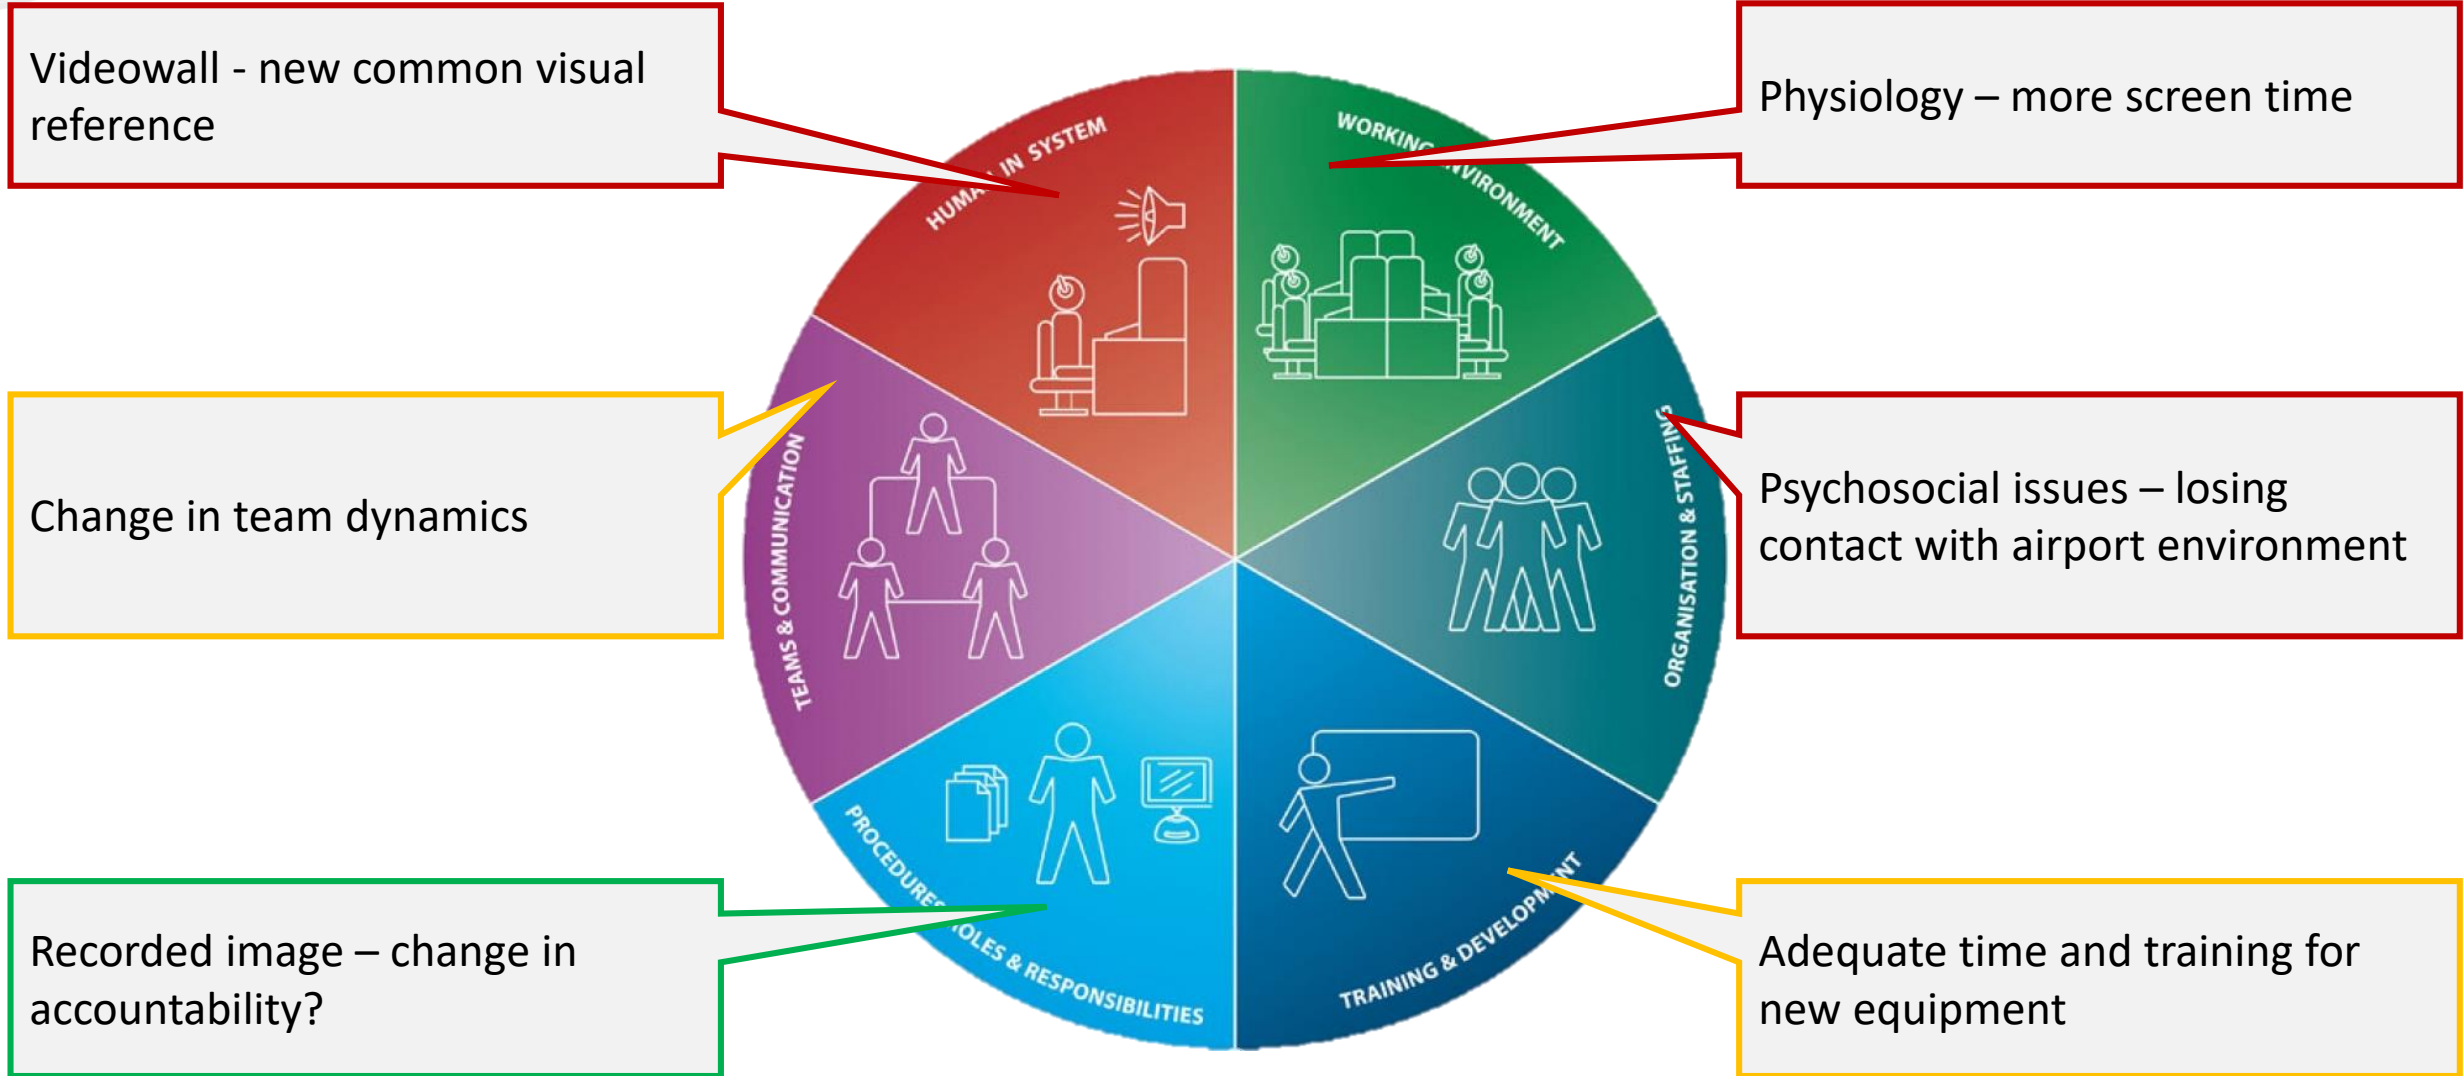 Videowall - new common visual
reference
Physiology – more screen time
HUMAN IN SYSTEM
WORKING ENVIRONMENT
Change in team dynamics
TEAMS & COMMUNICATION
ORGANISATION & STAFFING
Psychosocial issues – losing
contact with airport environment
Recorded image – change in
accountability?
PROCEDURES, ROLES & RESPONSIBILITIES
TRAINING & DEVELOPMENT
Adequate time and training for
new equipment